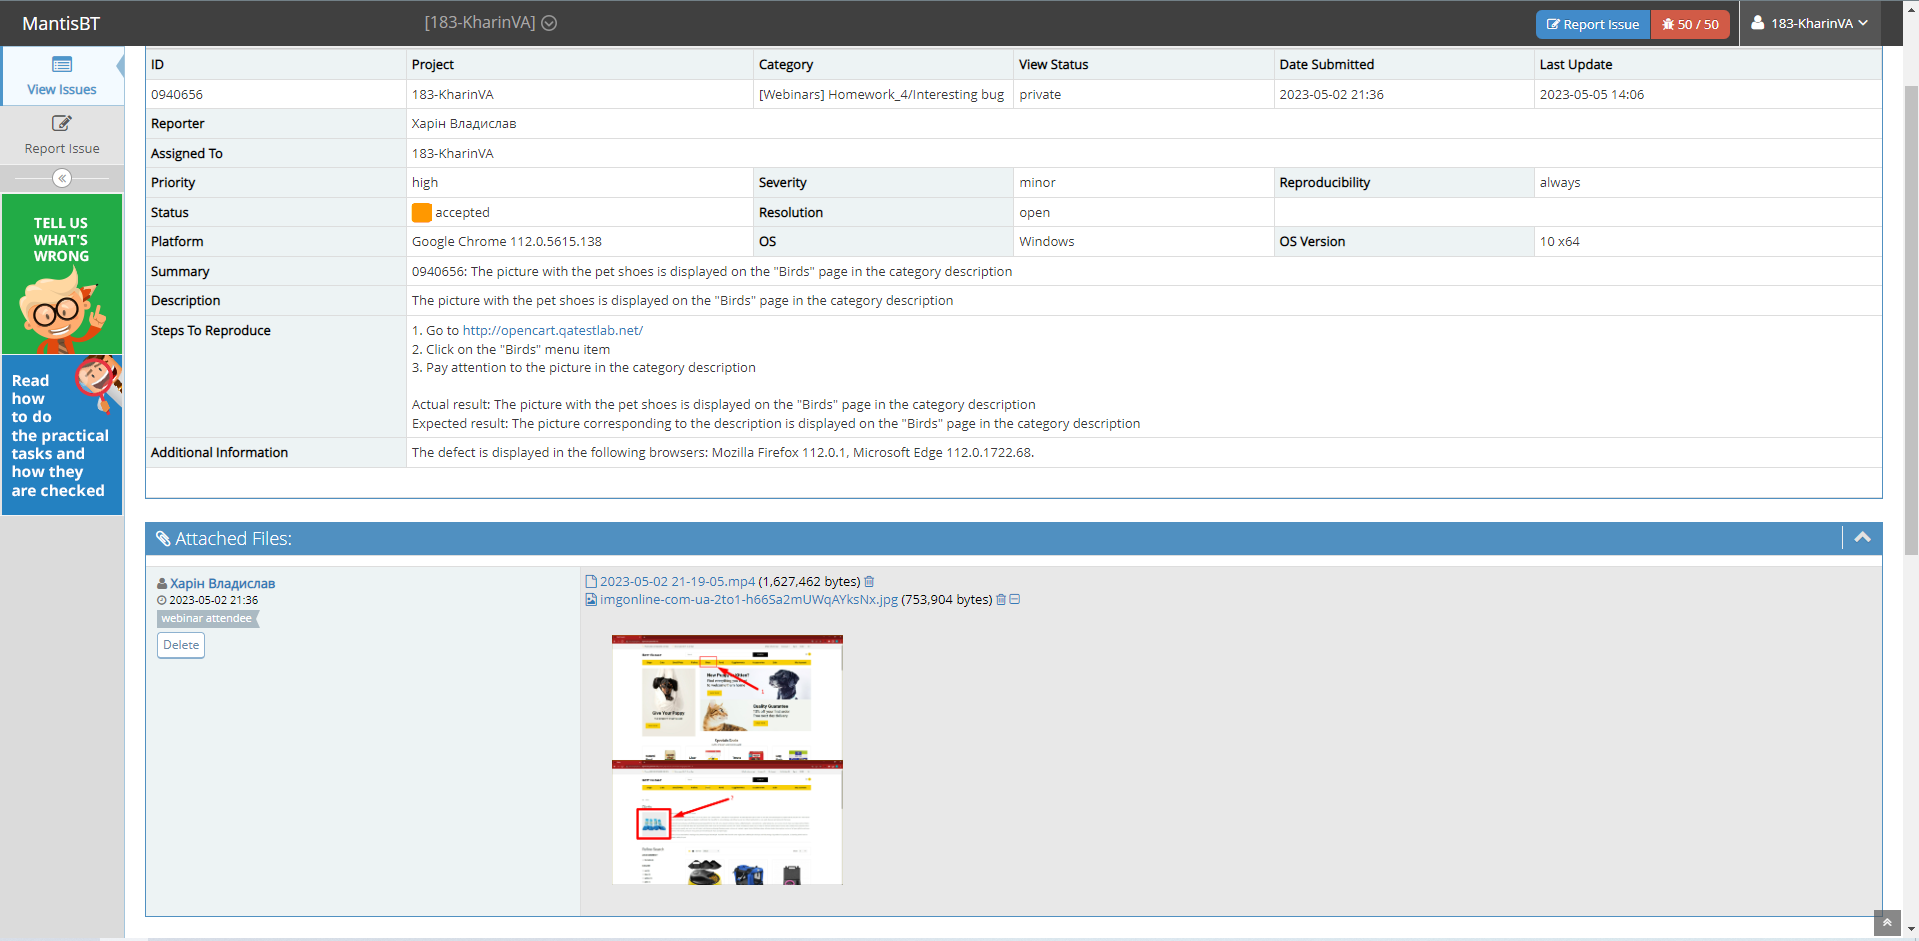 MantisBT
[183-KharinVA]
Report Issue
50 / 50
183-KharinVA
View Issues
Report Issue
TELL US
WHAT'S
WRONG
Read
how
to do
the practical
tasks and
how they
are checked
ID Project Category View Status Date Submitted Last Update
0940656 183-KharinVA [Webinars] Homework_4/Interesting bug private 2023-05-02 21:36 2023-05-05 14:06
Reporter Харін Владислав
Assigned To 183-KharinVA
Priority high Severity minor Reproducibility always
Status accepted Resolution open
Platform Google Chrome 112.0.5615.138 OS Windows OS Version 10 x64
Summary 0940656: The picture with the pet shoes is displayed on the "Birds" page in the category description
Description The picture with the pet shoes is displayed on the "Birds" page in the category description
Steps To Reproduce 1. Go to http://opencart.qatestlab.net/
2. Click on the "Birds" menu item
3. Pay attention to the picture in the category description
Actual result: The picture with the pet shoes is displayed on the "Birds" page in the category description
Expected result: The picture corresponding to the description is displayed on the "Birds" page in the category description
Additional Information The defect is displayed in the following browsers: Mozilla Firefox 112.0.1, Microsoft Edge 112.0.1722.68.
Attached Files:
Харін Владислав
2023-05-02 21:36
webinar attendee
Delete
2023-05-02 21-19-05.mp4 (1,627,462 bytes)
imgonline-com-ua-2to1-h66Sa2mUWqAYksNx.jpg (753,904 bytes)
Give Your Puppy
Quality Guarantee